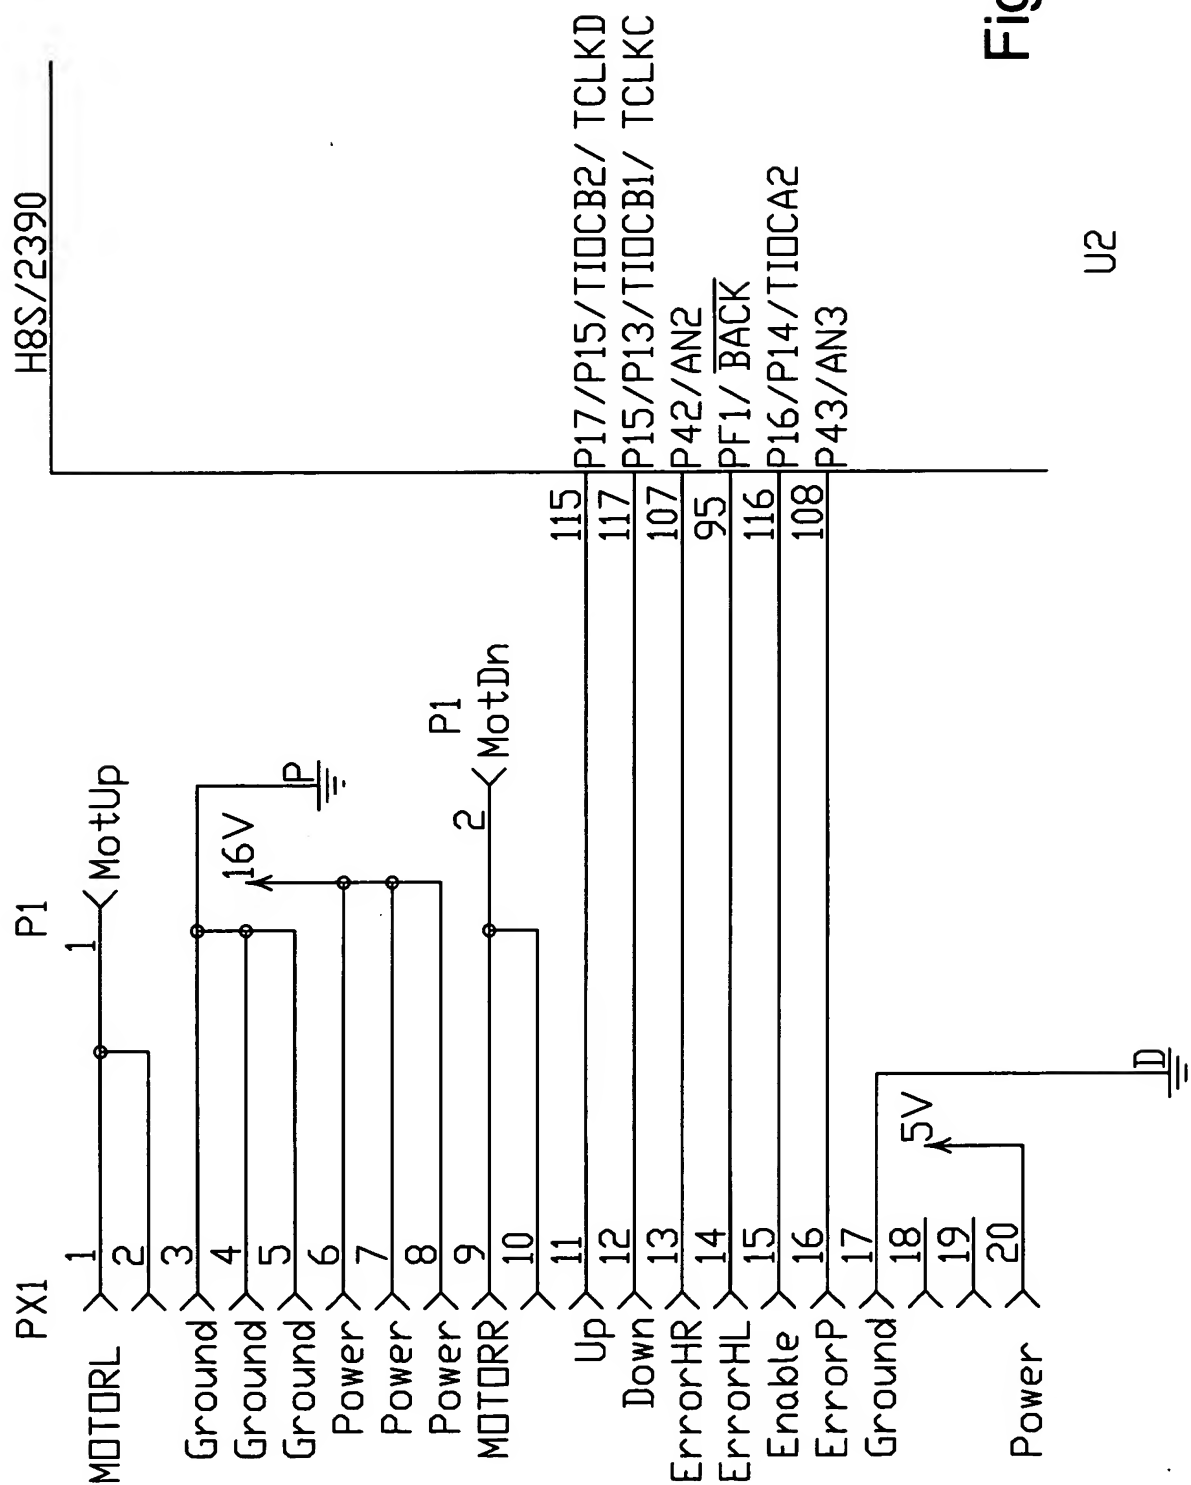 H8S/2390
PX1
P1
MOTORL
1
1
MotUp
2
Ground
3
Ground
4
16V
Ground
5
P
Power
6
Power
7
Power
8
P1
MOTORR
9
2
MotDn
10
Up
11
115
P17/P15/TIOCB2/ TCLKD
Down
12
117
P15/P13/TIOCB1/ TCLKC
ErrorHR
13
107
P42/AN2
ErrorHL
14
95
PF1/ BACK
Enable
15
116
P16/P14/TIOCA2
ErrorP
16
108
P43/AN3
Ground
17
18
5V
19
Power
20
D
U2
Fig